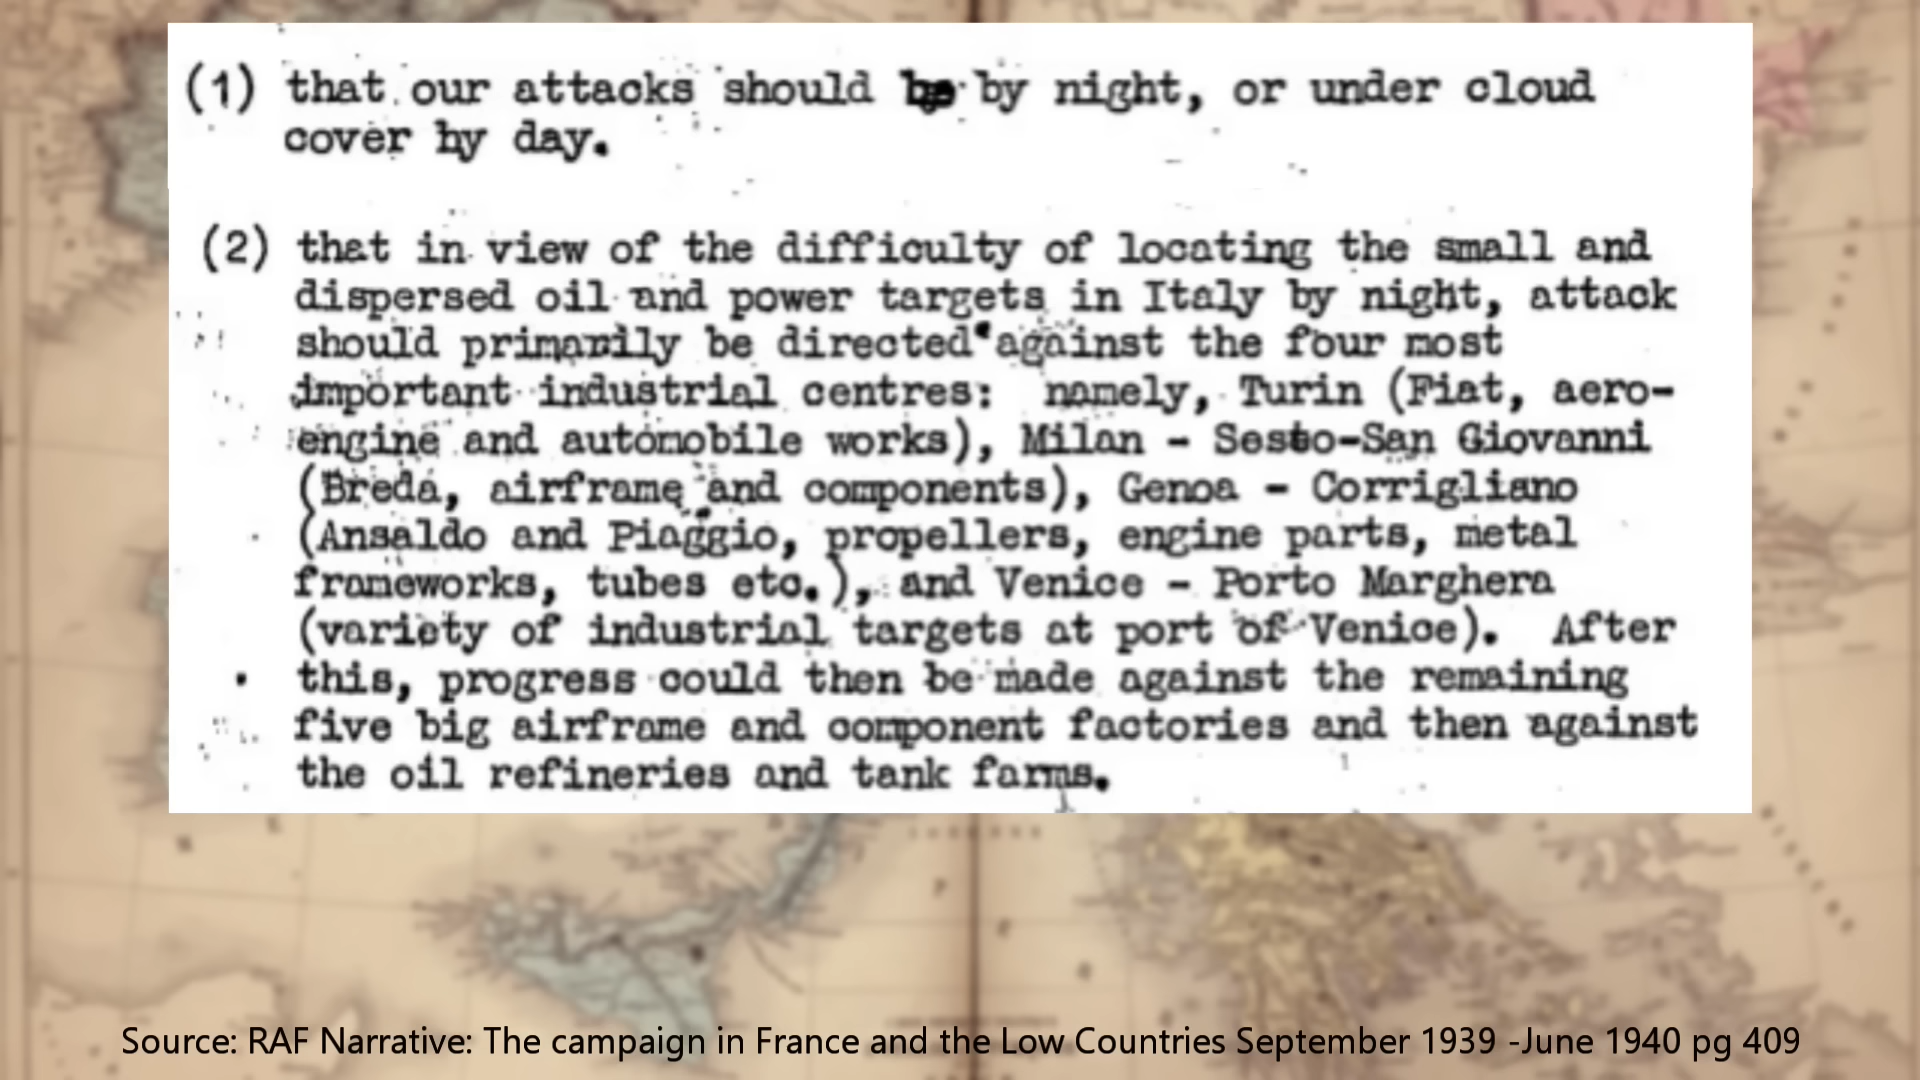 (1) that our attacks should be by night, or under cloud
cover by day.
(2) that in view of the difficulty of locating the small and
dispersed oil and power targets in Italy by night, attack
should primarily be directed against the four most
important industrial centres: namely, Turin (Fiat, aero-
engine and automobile works), Milan - Sesto-San Giovanni
(Breda, airframe and components), Genoa - Corrigliano
(Ansaldo and Piaggio, propellers, engine parts, metal
frameworks, tubes etc.), and Venice - Porto Marghera
(variety of industrial targets at port of Venice). After
this, progress could then be made against the remaining
five big airframe and component factories and then against
the oil refineries and tank farms.
Source: RAF Narrative: The campaign in France and the Low Countries September 1939 -June 1940 pg 409